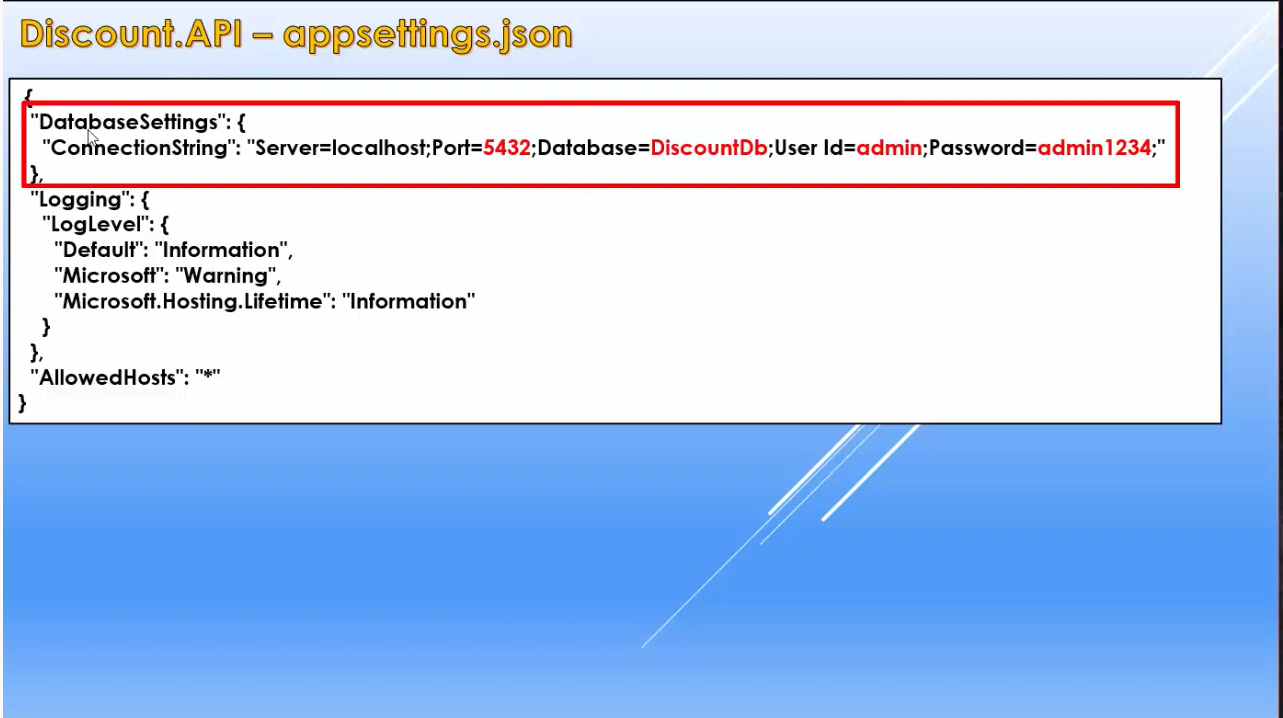 Discount.API – appsettings.json
{
"DatabaseSettings": {
"ConnectionString": "Server=localhost;Port=5432;Database=DiscountDb;User Id=admin;Password=admin1234;"
},
"Logging": {
"LogLevel": {
"Default": "Information",
"Microsoft": "Warning",
"Microsoft.Hosting.Lifetime": "Information"
}
},
"AllowedHosts": "*"
}